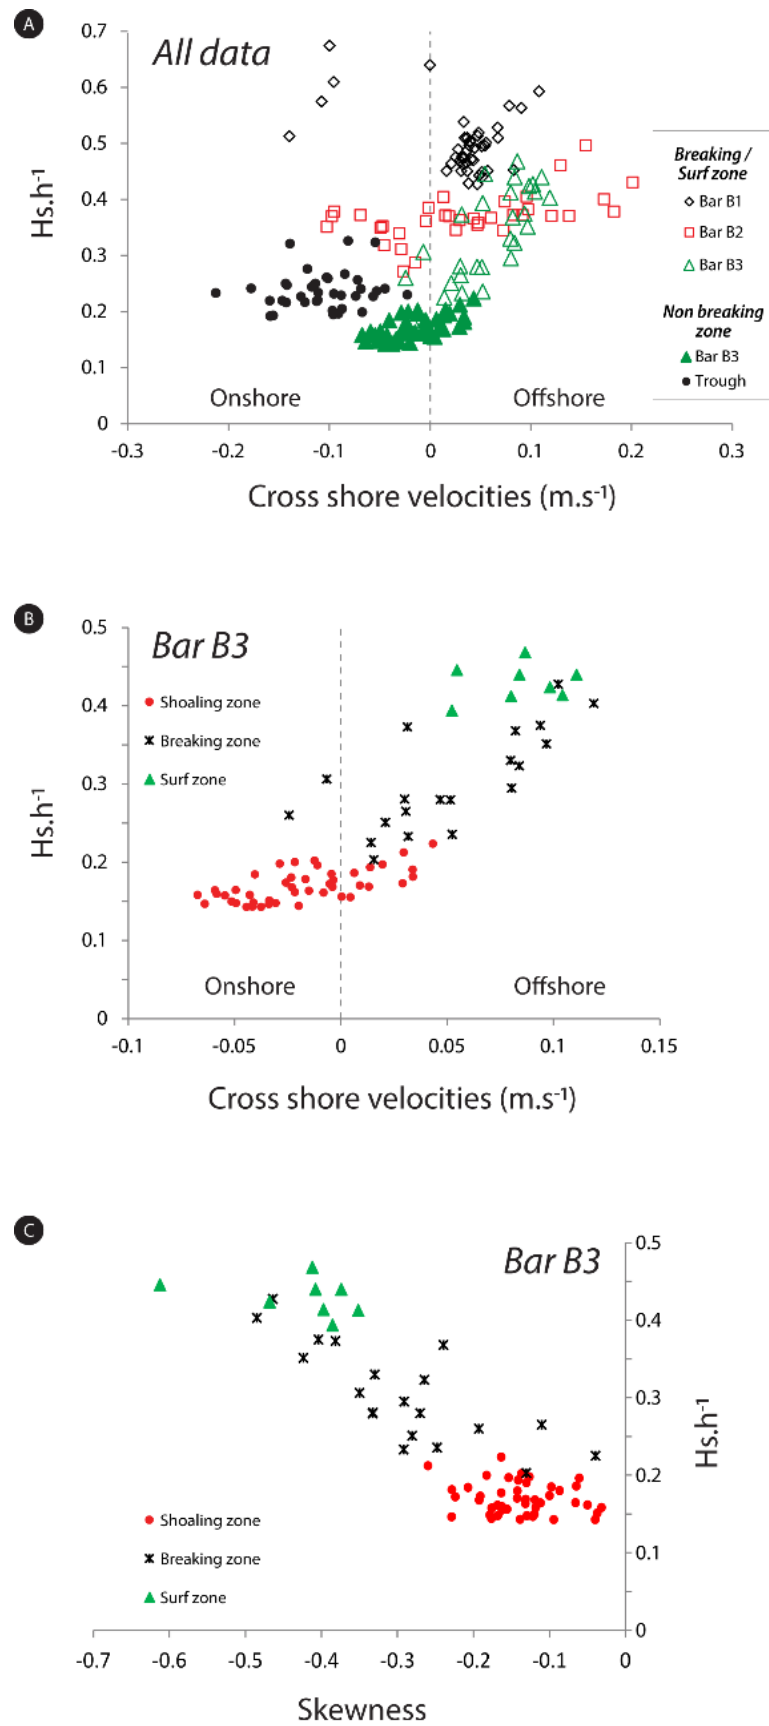 A
All data
0.7
0.6
0.5
0.4
0.3
0.2
0.1
0
Hs.h⁻¹
Onshore
Offshore
-0.3
-0.2
-0.1
0
0.1
0.2
0.3
Cross shore velocities (m.s⁻¹)
Breaking /
Surf zone
Bar B1
Bar B2
Bar B3
Non breaking
zone
Bar B3
Trough
B
Bar B3
0.5
0.4
0.3
0.2
0.1
0
Hs.h⁻¹
Shoaling zone
Breaking zone
Surf zone
Onshore
Offshore
-0.1
-0.05
0
0.05
0.1
0.15
Cross shore velocities (m.s⁻¹)
C
Bar B3
0.5
0.4
0.3
0.2
0.1
0
Hs.h⁻¹
Shoaling zone
Breaking zone
Surf zone
-0.7
-0.6
-0.5
-0.4
-0.3
-0.2
-0.1
0
Skewness